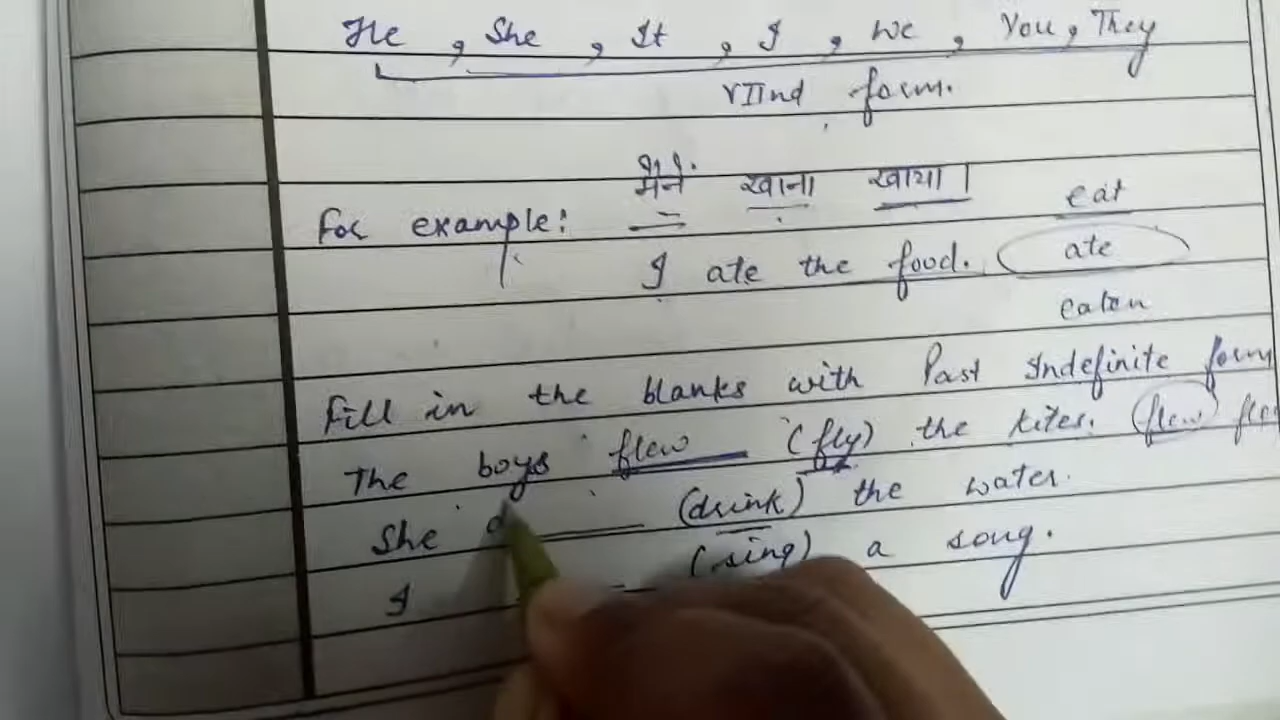 He , She , It , I , We , You , They
VIInd form.
मैंने खाना खाया । eat
For example: I ate the food. ate
eaten
Fill in the blanks with Past Indefinite form
The boys flew (fly) the kites. (flew)
She d (drink) the water.
I (sing) a song.